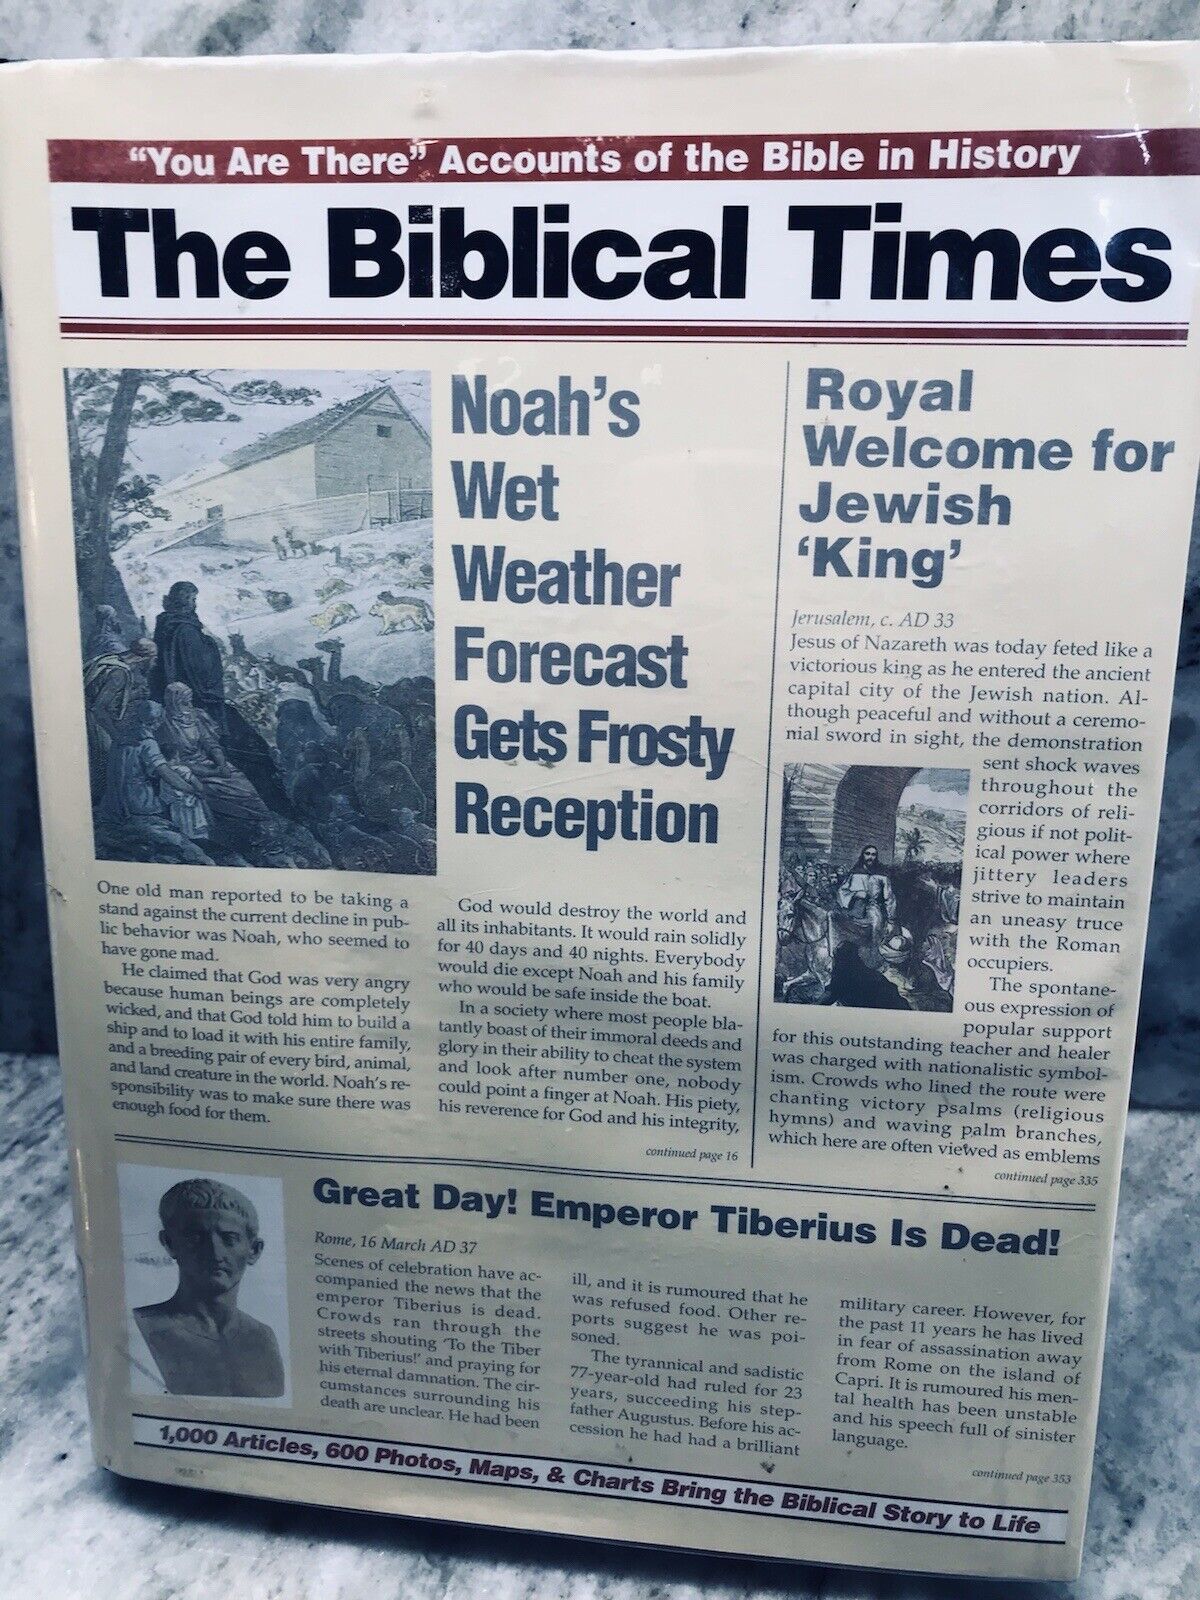 “You Are There” Accounts of the Bible in History
The Biblical Times
Noah’s
Wet
Weather
Forecast
Gets Frosty
Reception
One old man reported to be taking a
stand against the current decline in pub-
lic behavior was Noah, who seemed to
have gone mad.
He claimed that God was very angry
because human beings are completely
wicked, and that God told him to build a
ship and to load it with his entire family,
and a breeding pair of every bird, animal,
and land creature in the world. Noah’s re-
sponsibility was to make sure there was
enough food for them.
God would destroy the world and
all its inhabitants. It would rain solidly
for 40 days and 40 nights. Everybody
would die except Noah and his family
who would be safe inside the boat.
In a society where most people bla-
tantly boast of their immoral deeds and
glory in their ability to cheat the system
and look after number one, nobody
could point a finger at Noah. His piety,
his reverence for God and his integrity,
continued page 16
Royal
Welcome for
Jewish
‘King’
Jerusalem, c. AD 33
Jesus of Nazareth was today feted like a
victorious king as he entered the ancient
capital city of the Jewish nation. Al-
though peaceful and without a ceremo-
nial sword in sight, the demonstration
sent shock waves
throughout the
corridors of reli-
gious if not polit-
ical power where
jittery leaders
strive to maintain
an uneasy truce
with the Roman
occupiers.
The spontane-
ous expression of
popular support
for this outstanding teacher and healer
was charged with nationalistic symbol-
ism. Crowds who lined the route were
chanting victory psalms (religious
hymns) and waving palm branches,
which here are often viewed as emblems
continued page 335
Great Day! Emperor Tiberius Is Dead!
Rome, 16 March AD 37
Scenes of celebration have ac-
companied the news that the
emperor Tiberius is dead.
Crowds ran through the
streets shouting ‘To the Tiber
with Tiberius!’ and praying for
his eternal damnation. The cir-
cumstances surrounding his
death are unclear. He had been
ill, and it is rumoured that he
was refused food. Other re-
ports suggest he was poi-
soned.
The tyrannical and sadistic
77-year-old had ruled for 23
years, succeeding his step-
father Augustus. Before his ac-
cession he had had a brilliant
military career. However, for
the past 11 years he has lived
in fear of assassination away
from Rome on the island of
Capri. It is rumoured his men-
tal health has been unstable
and his speech full of sinister
language.
continued page 353
1,000 Articles, 600 Photos, Maps, & Charts Bring the Biblical Story to Life